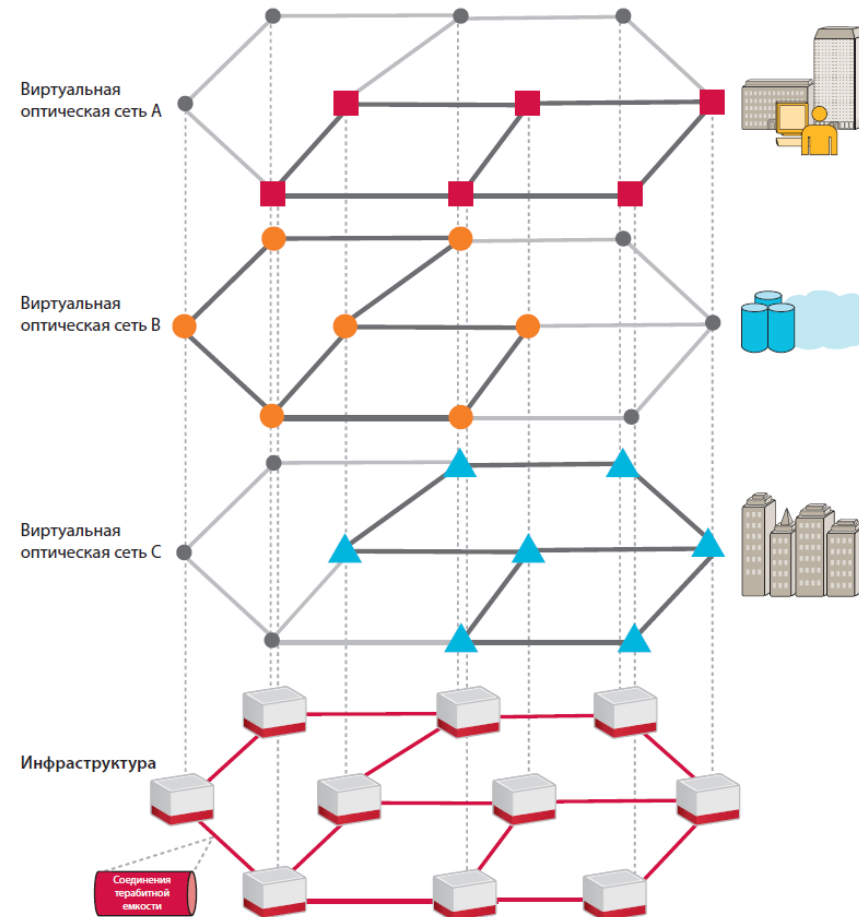 Виртуальная
оптическая сеть A
Виртуальная
оптическая сеть B
Виртуальная
оптическая сеть C
Инфраструктура
Соединения
терабитной
емкости